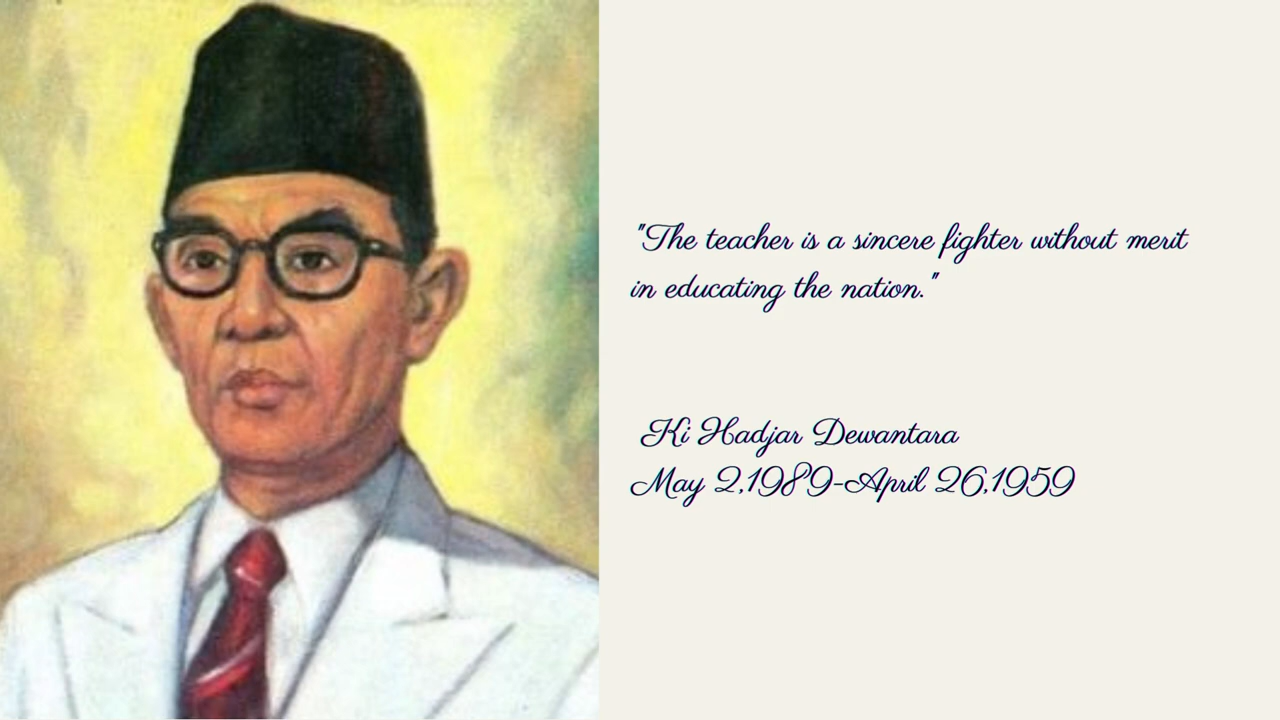 "The teacher is a sincere fighter without merit
in educating the nation."
Ki Hadjar Dewantara
May 2,1989-April 26,1959